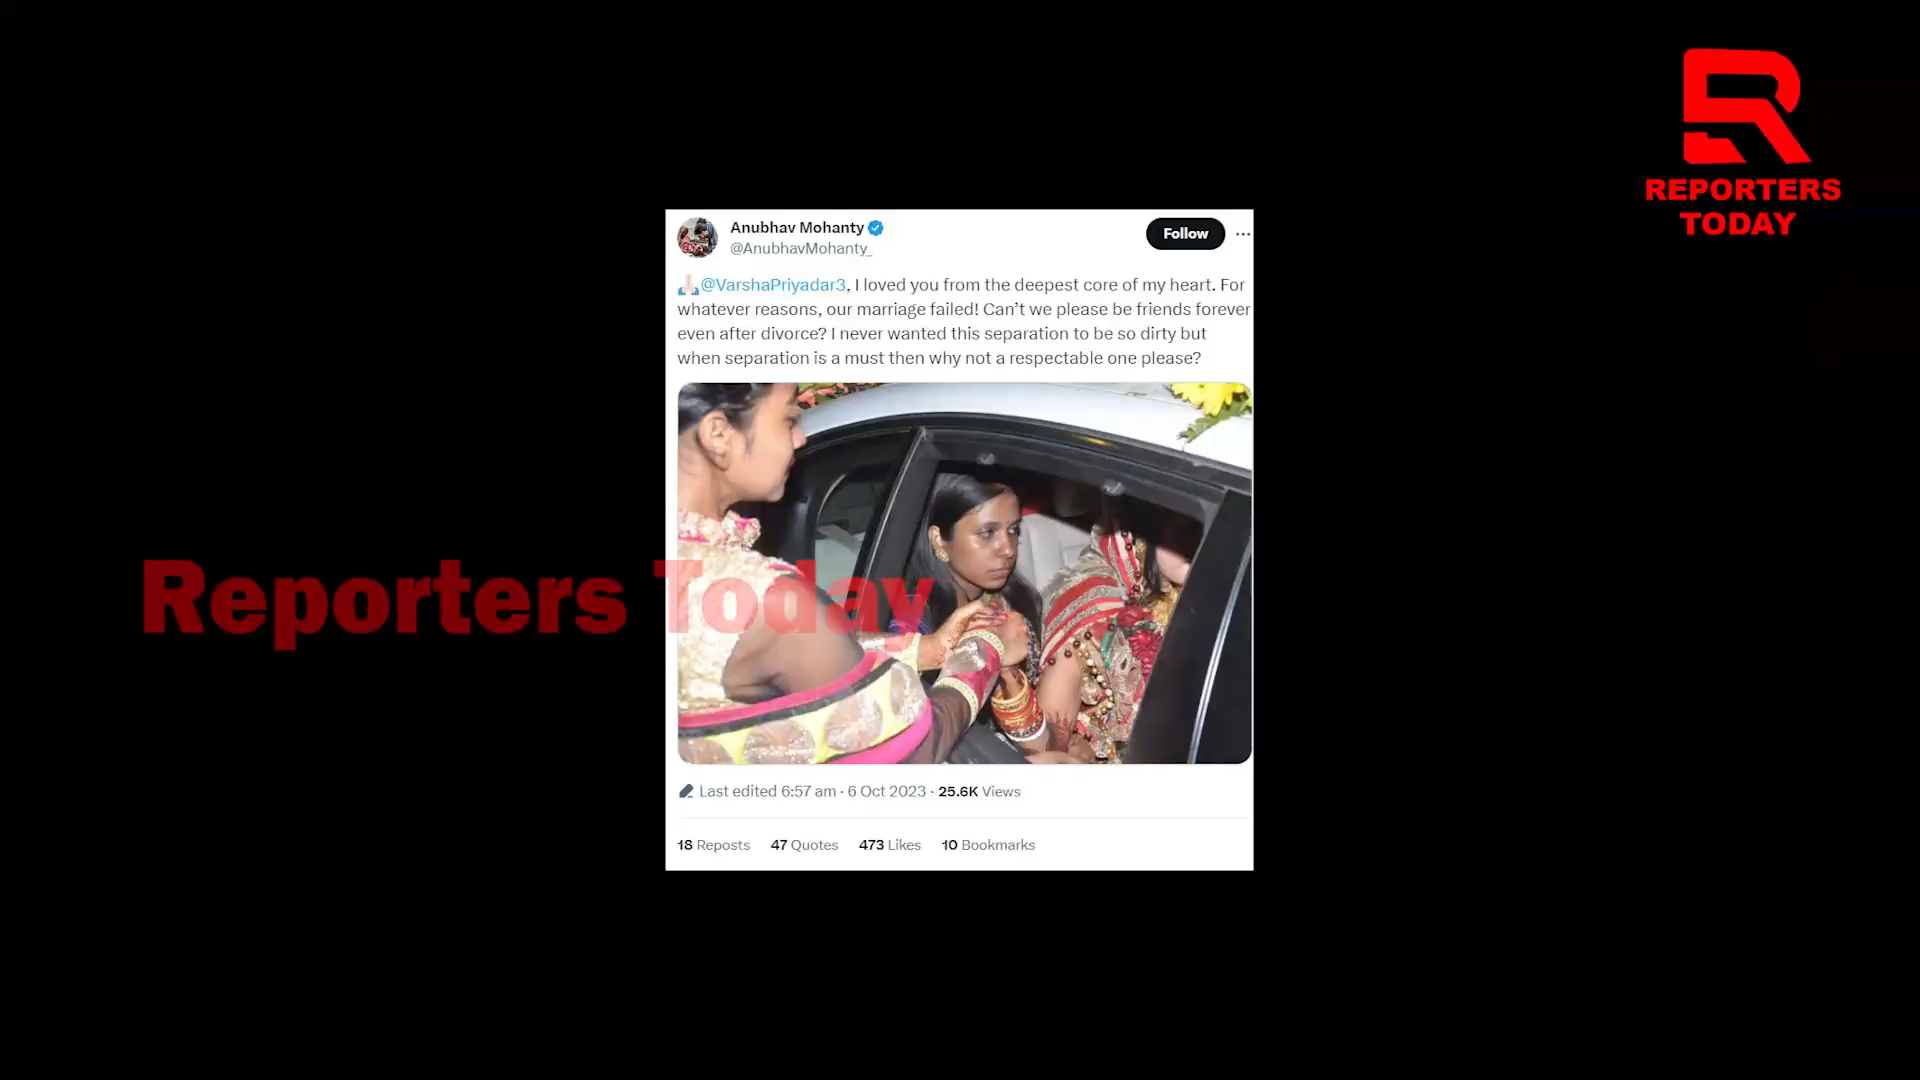 REPORTERS
TODAY
Anubhav Mohanty
@AnubhavMohanty_
Follow
🙏🏻@VarshaPriyadar3, I loved you from the deepest core of my heart. For
whatever reasons, our marriage failed! Can’t we please be friends forever
even after divorce? I never wanted this separation to be so dirty but
when separation is a must then why not a respectable one please?
Reporters Today
Last edited 6:57 am · 6 Oct 2023 · 25.6K Views
18 Reposts 47 Quotes 473 Likes 10 Bookmarks